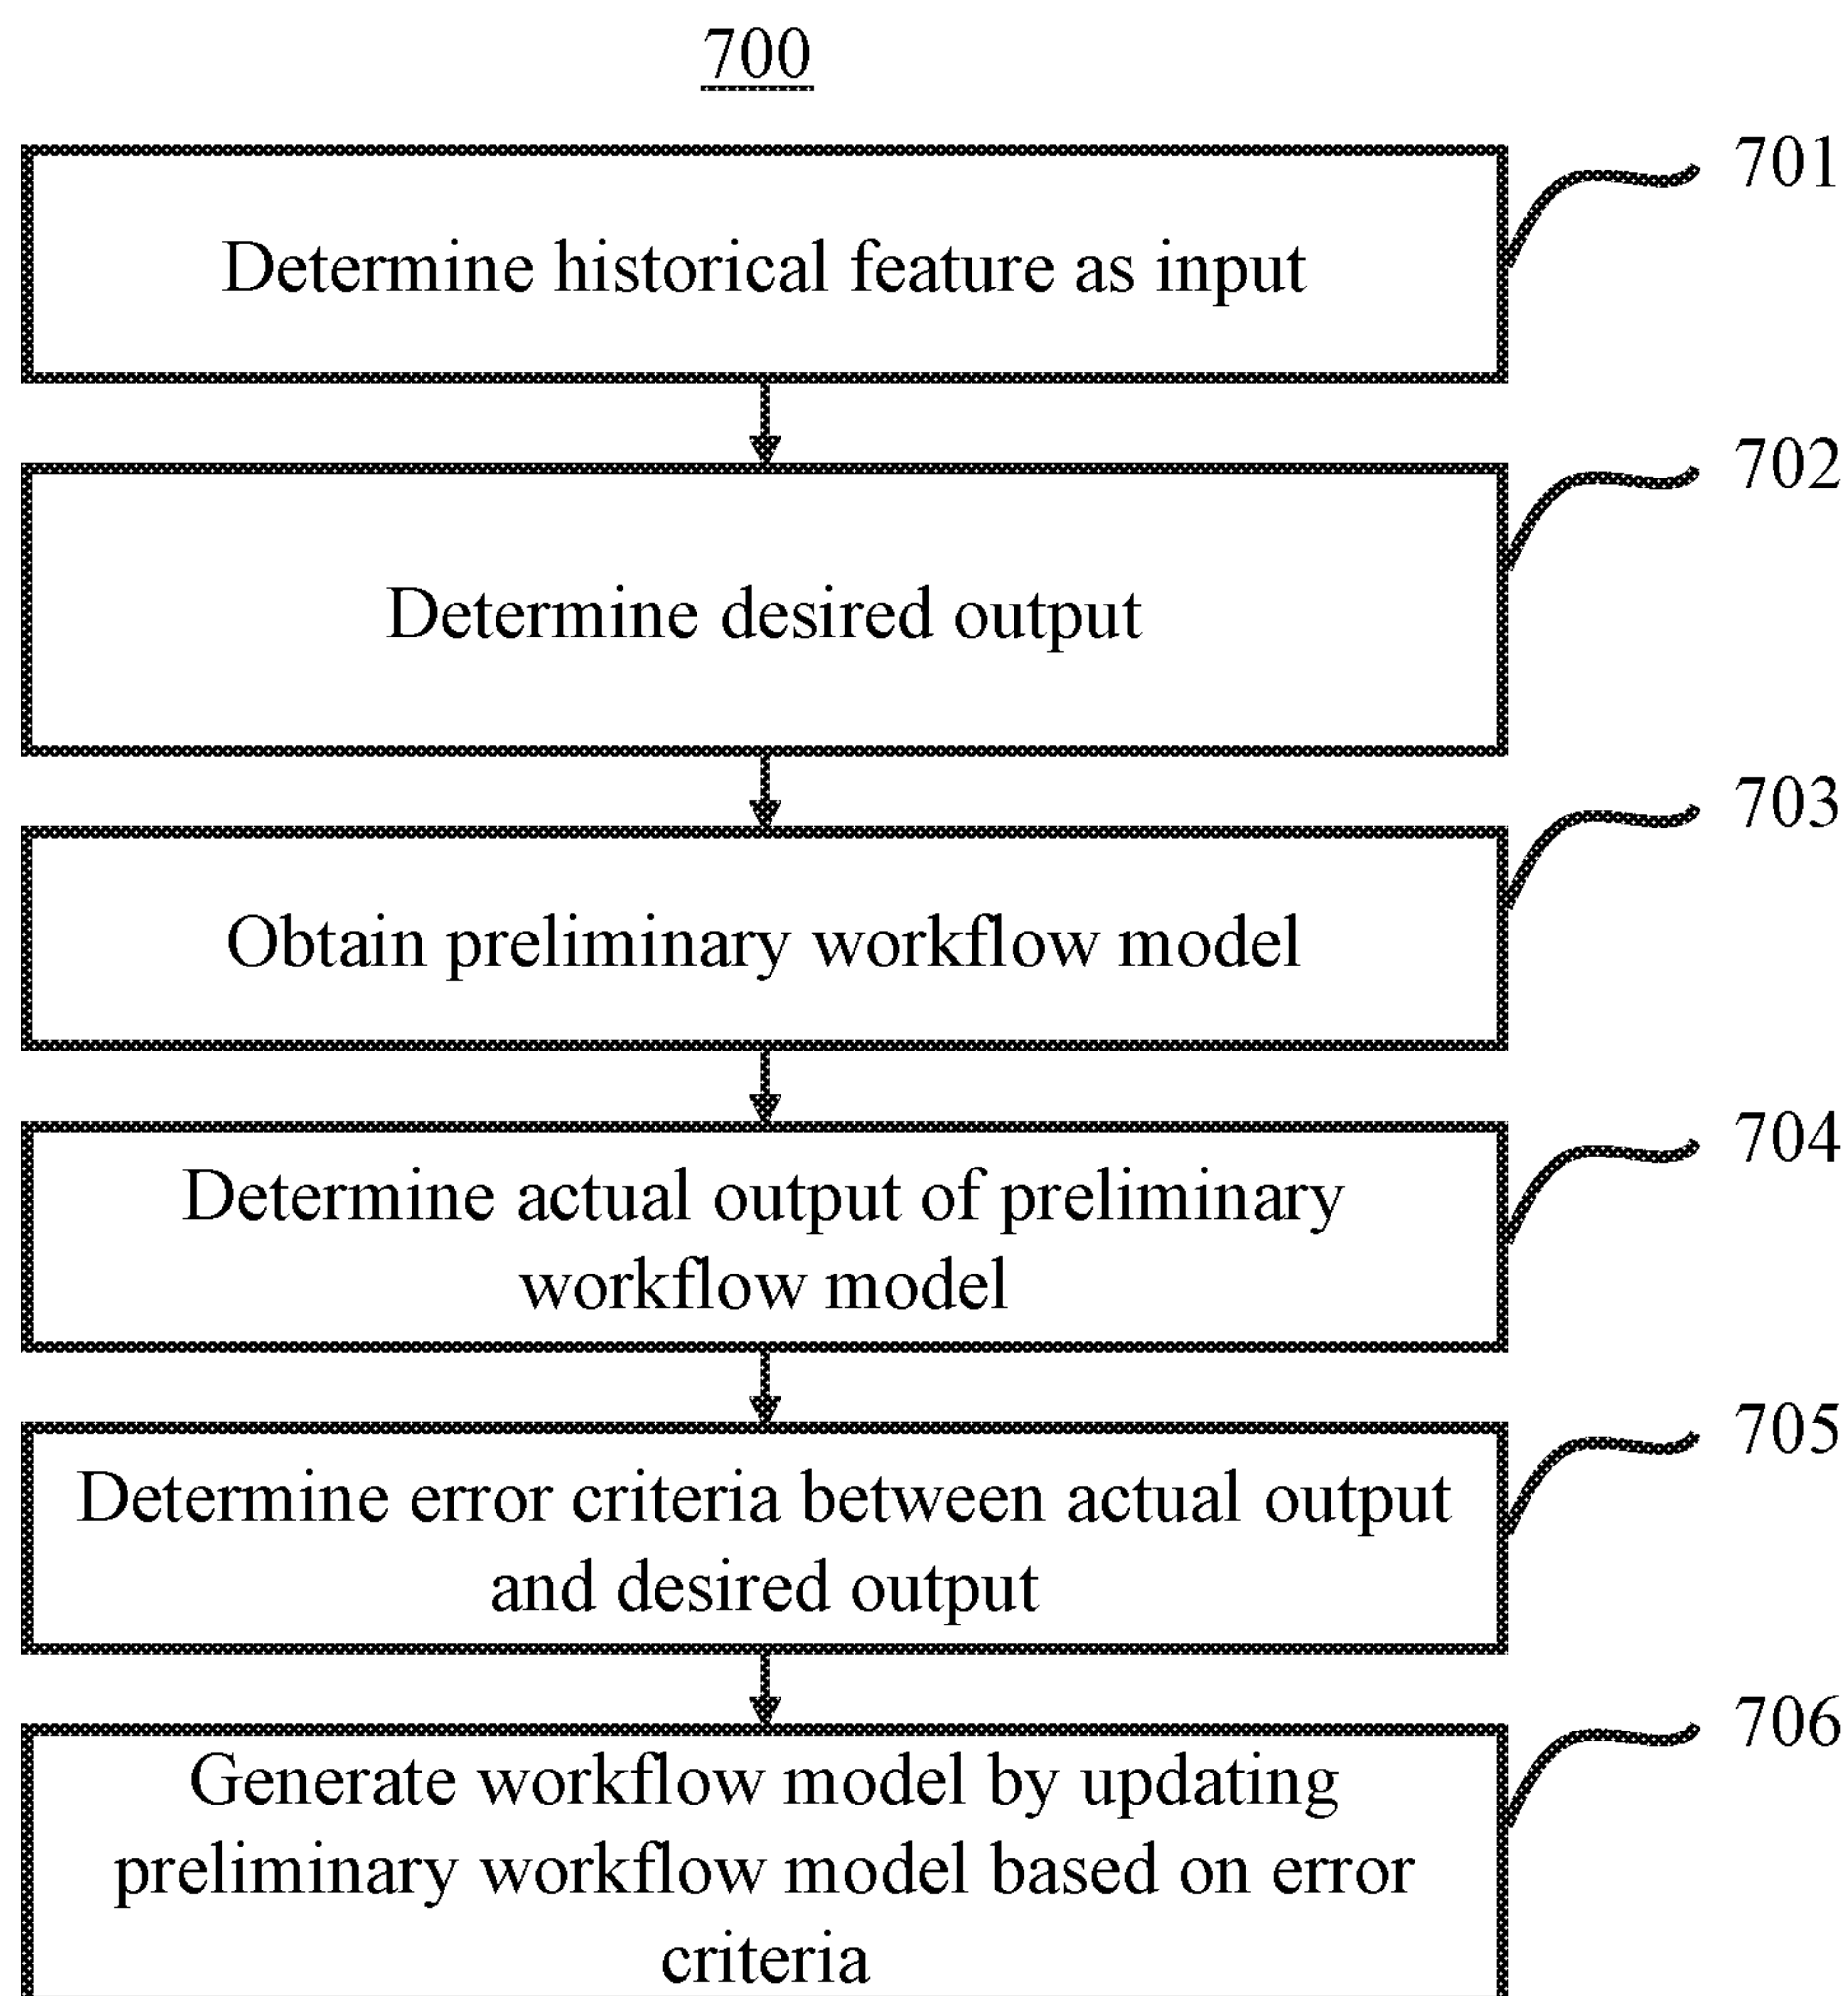 700
701
Determine historical feature as input
702
Determine desired output
703
Obtain preliminary workflow model
704
Determine actual output of preliminary
workflow model
705
Determine error criteria between actual output
and desired output
706
Generate workflow model by updating
preliminary workflow model based on error
criteria